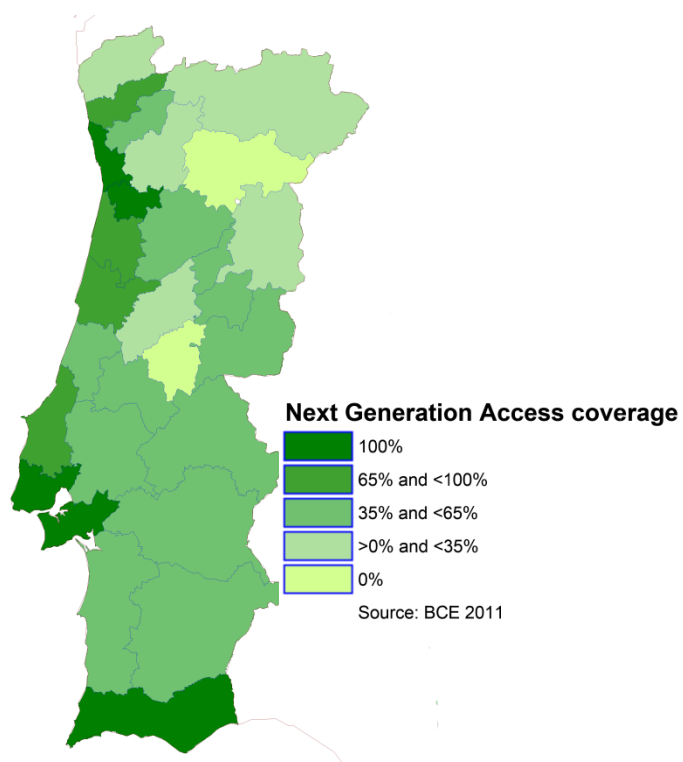 Next Generation Access coverage
100%
65% and <100%
35% and <65%
>0% and <35%
0%
Source: BCE 2011